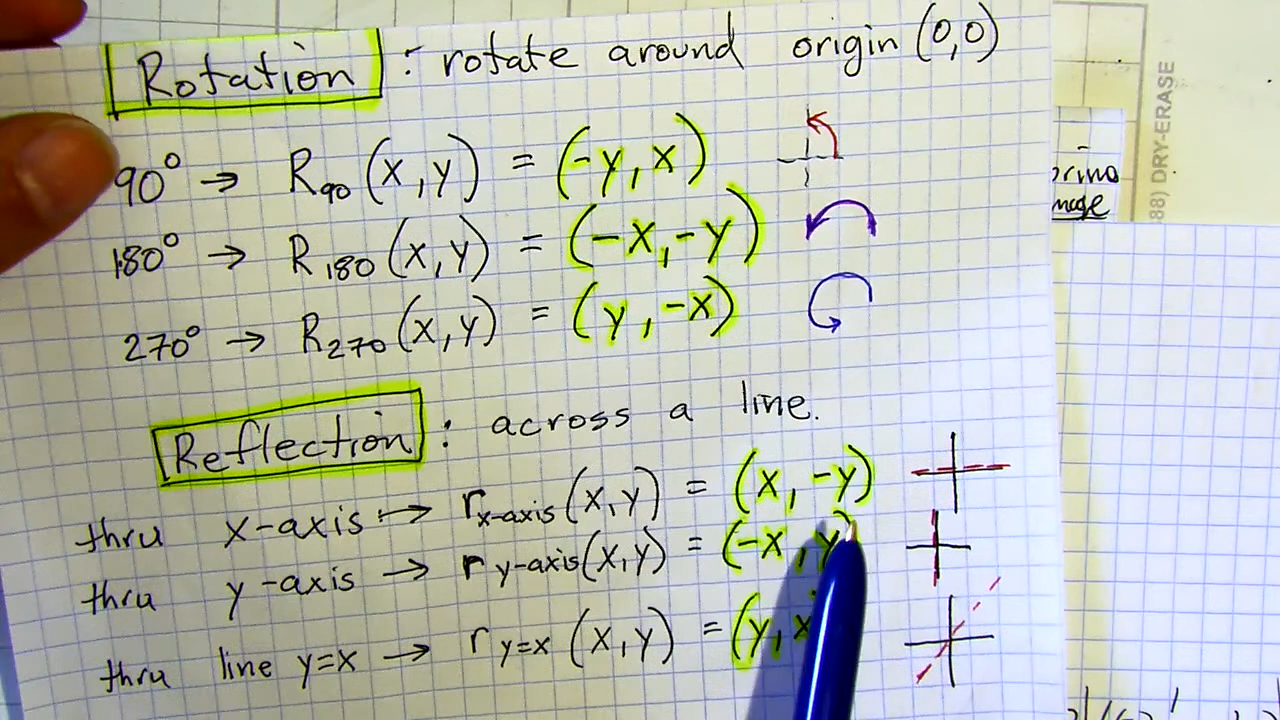 Rotation : rotate around origin (0,0)
90° → R90 (x,y) = (-y, x)
180° → R180 (x,y) = (-x, -y)
270° → R270 (x,y) = (y, -x)
Reflection : across a line.
thru x-axis → rx-axis (x,y) = (x, -y)
thru y-axis → ry-axis (x,y) = (-x, y)
thru line y=x → ry=x (x,y) = (y, x
88) DRY-ERASE